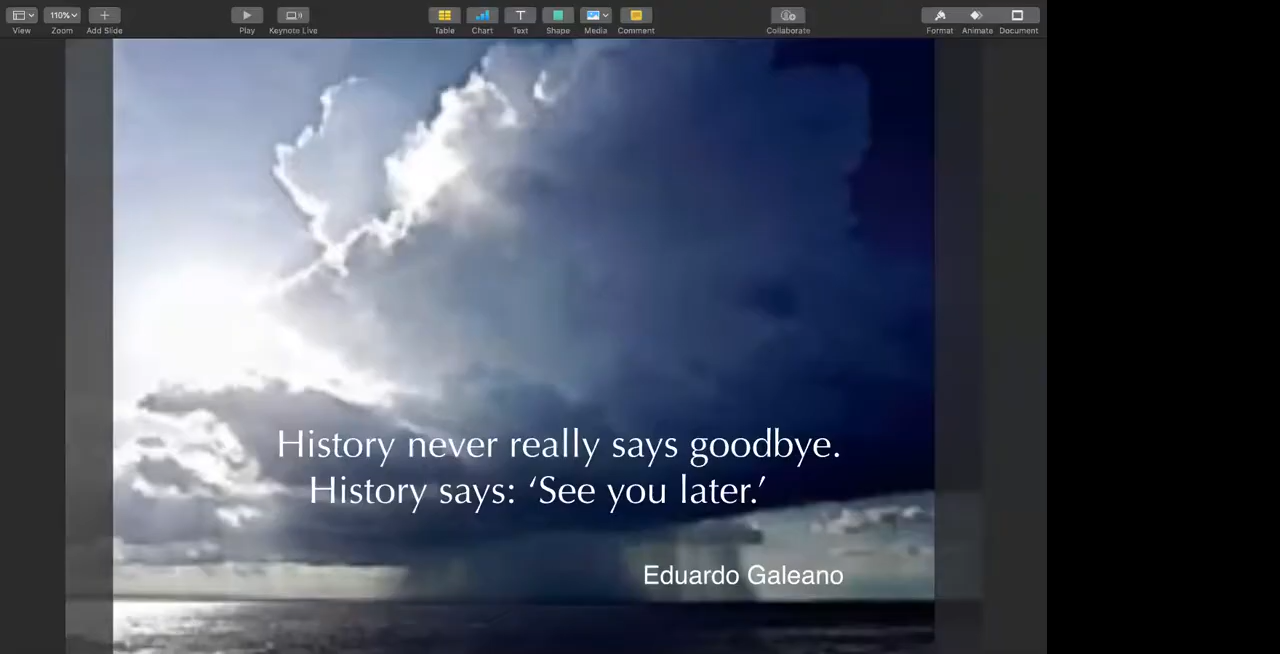 110%
View
Zoom
Add Slide
Play
Keynote Live
Table
Chart
T
Text
Shape
Media
Comment
Collaborate
Format
Animate
Document
History never really says goodbye.
History says: ‘See you later.’
Eduardo Galeano